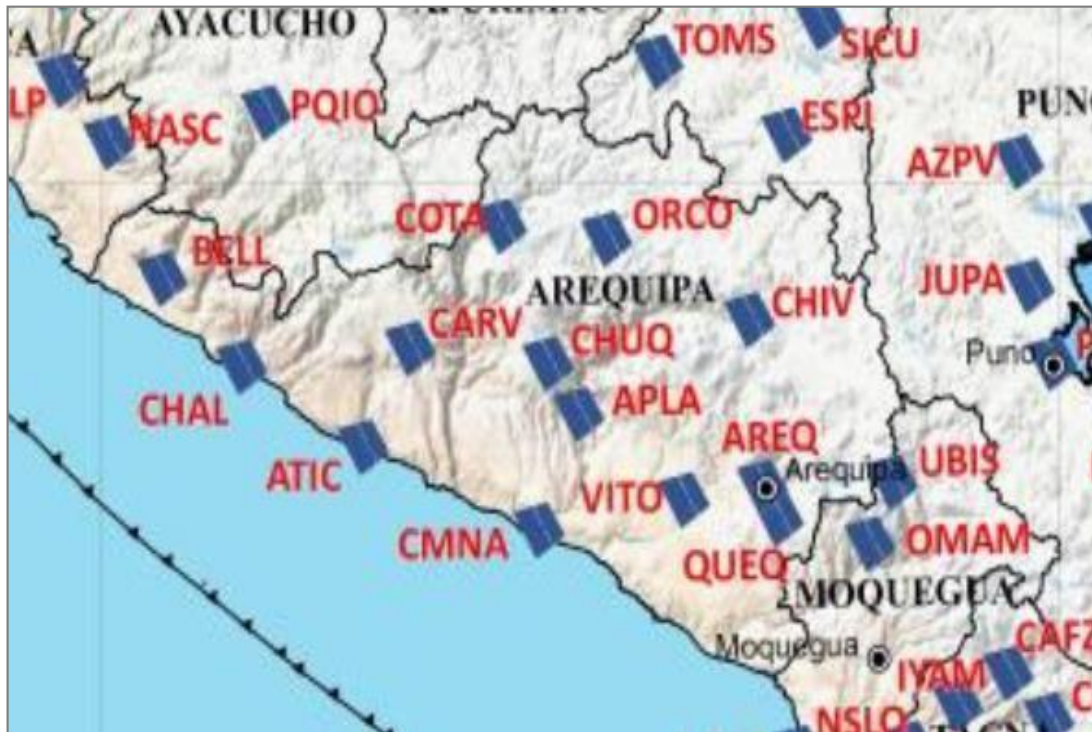 AYACUCHO
TOMS
SICU
LP
PQIO
NASC
ESPI
AZPV
COTA
ORCO
BELL
AREQUIPA
CHIV
JUPA
CARV
CHUQ
Puno
CHAL
APLA
AREQ
ATIC
Arequipa
UBIS
VITO
CMNA
OMAM
QUEQ
MOQUEGUA
Moquegua
CAFZ
IYAM
NSLO